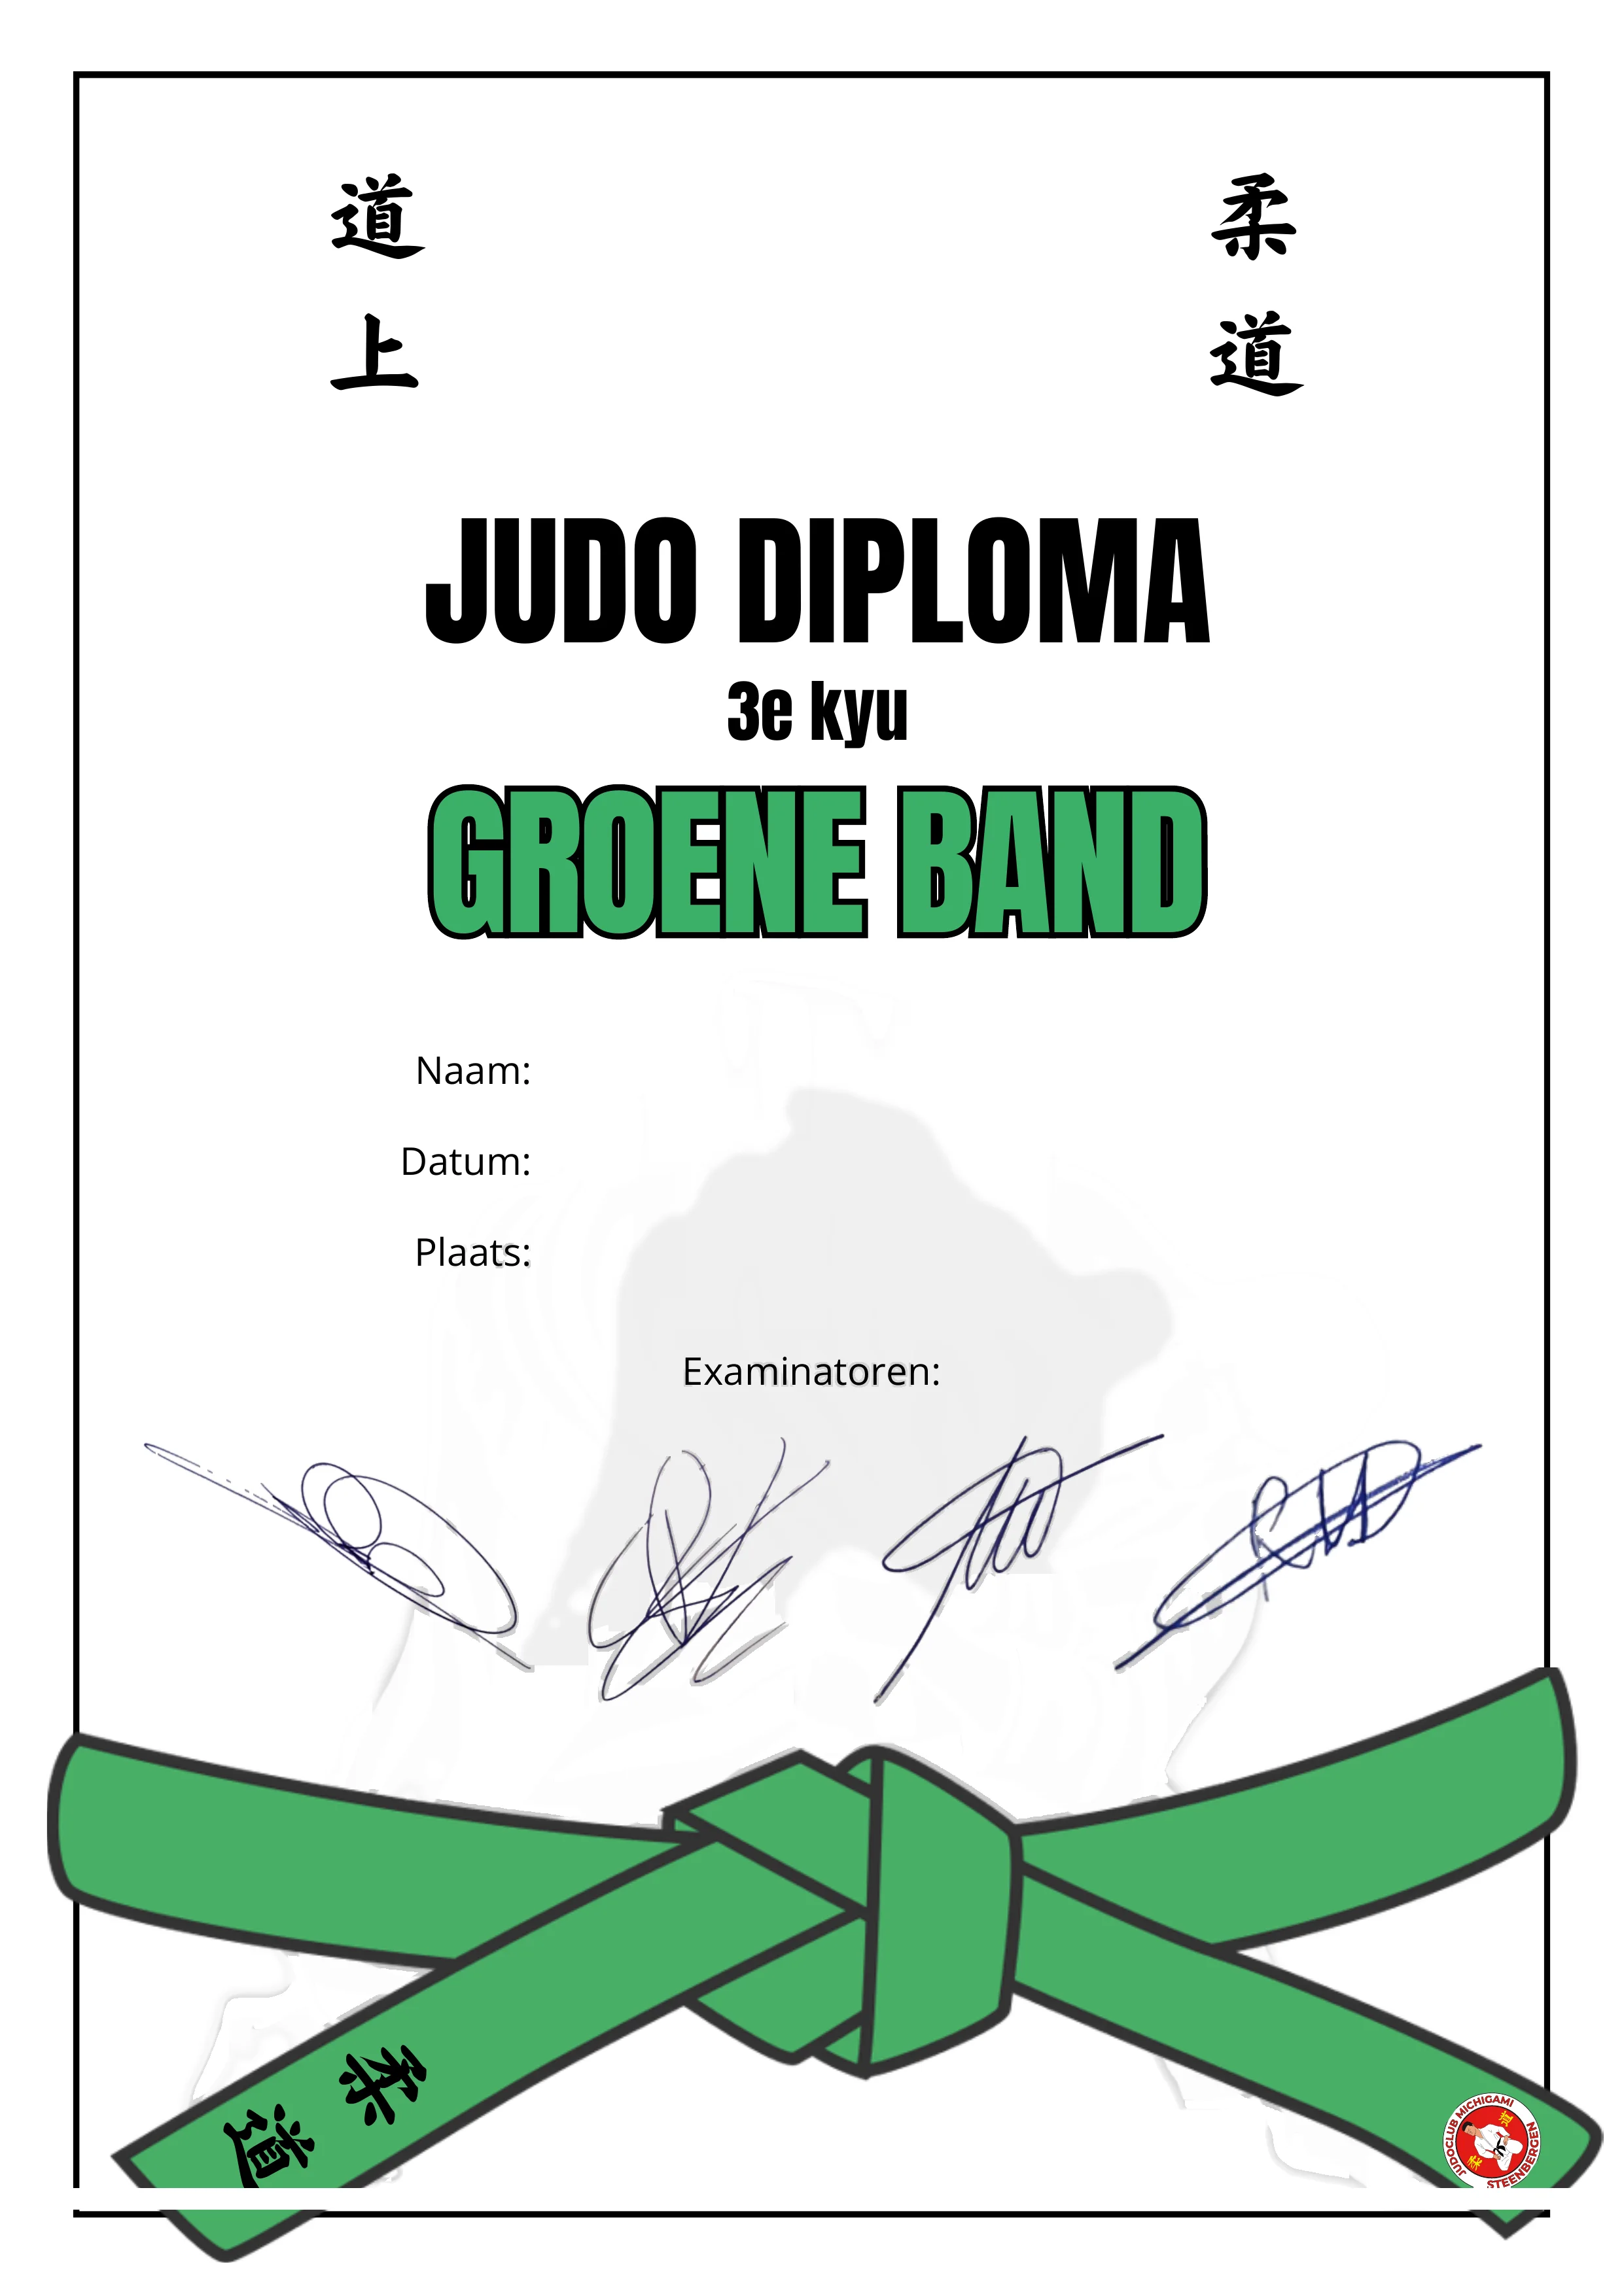 道上
柔道
JUDO DIPLOMA
3e kyu
GROENE BAND
Naam:
Datum:
Plaats:
Examinatoren:
柔道
JUDOCLUB MICHIGAMI
STEENBERGEN